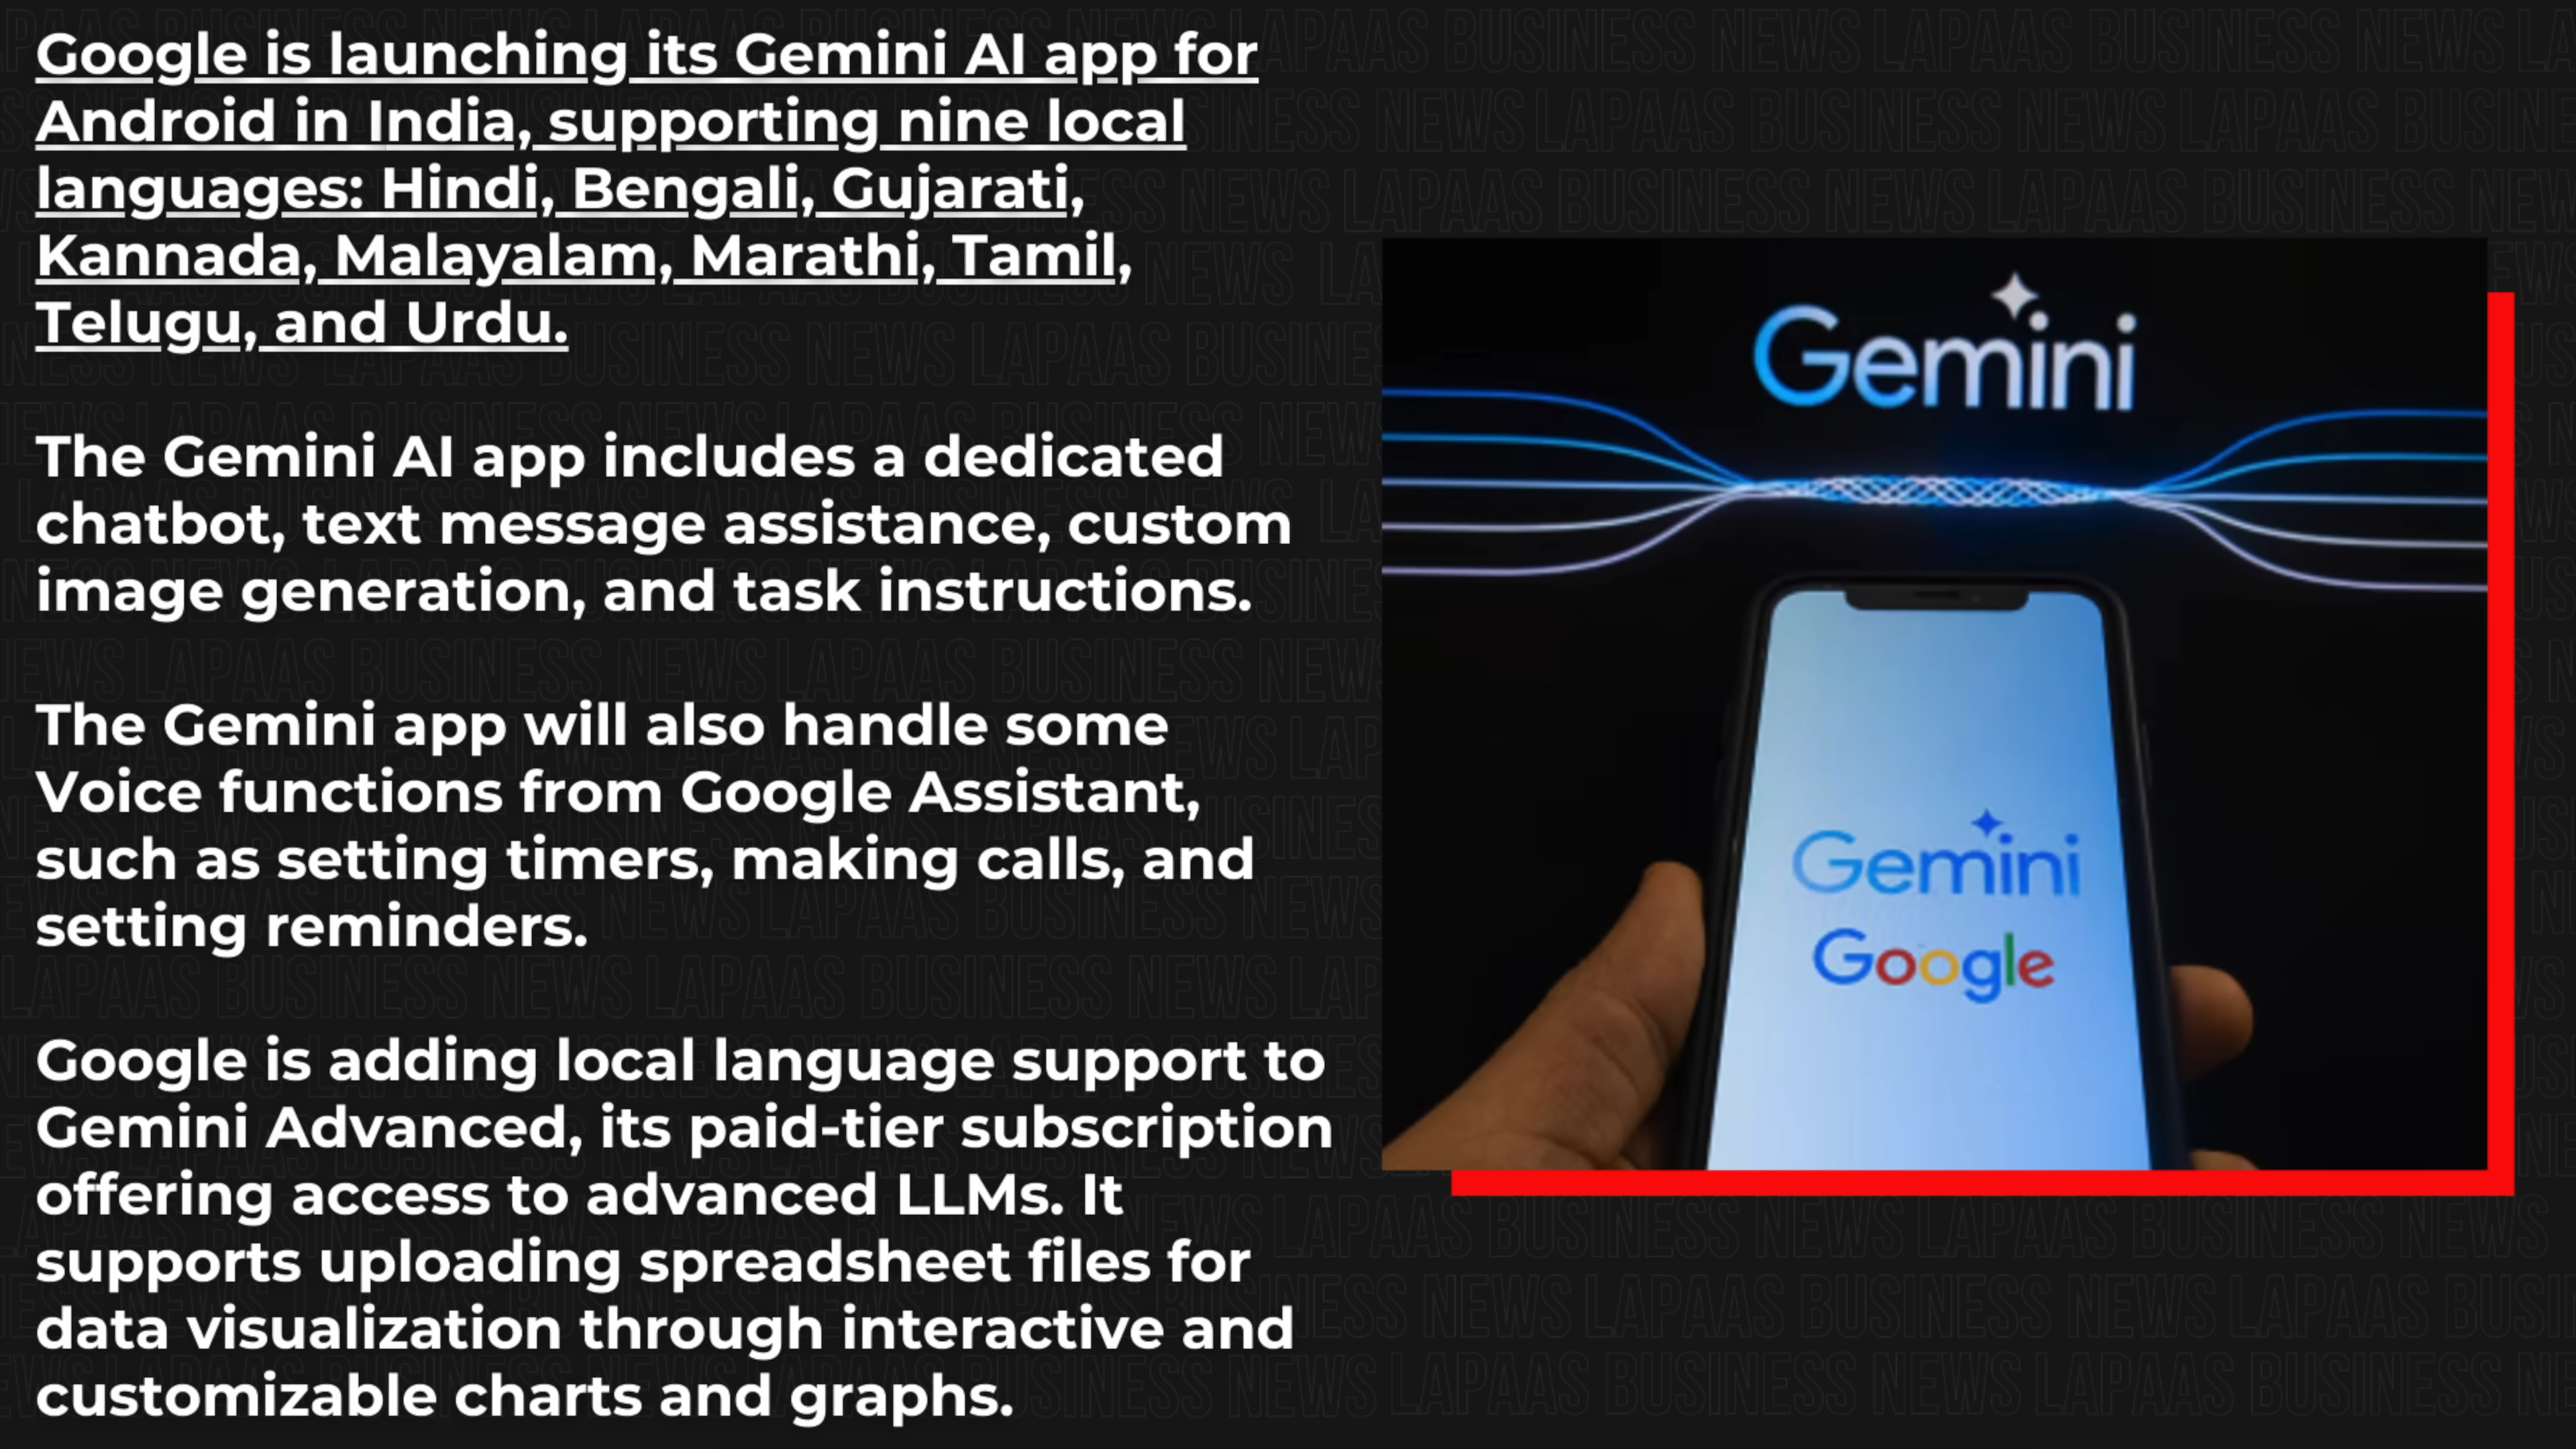 Google is launching its Gemini AI app for
Android in India, supporting nine local
languages: Hindi, Bengali, Gujarati,
Kannada, Malayalam, Marathi, Tamil,
Telugu, and Urdu.
The Gemini AI app includes a dedicated
chatbot, text message assistance, custom
image generation, and task instructions.
The Gemini app will also handle some
Voice functions from Google Assistant,
such as setting timers, making calls, and
setting reminders.
Google is adding local language support to
Gemini Advanced, its paid-tier subscription
offering access to advanced LLMs. It
supports uploading spreadsheet files for
data visualization through interactive and
customizable charts and graphs.
Gemini
Gemini
Google